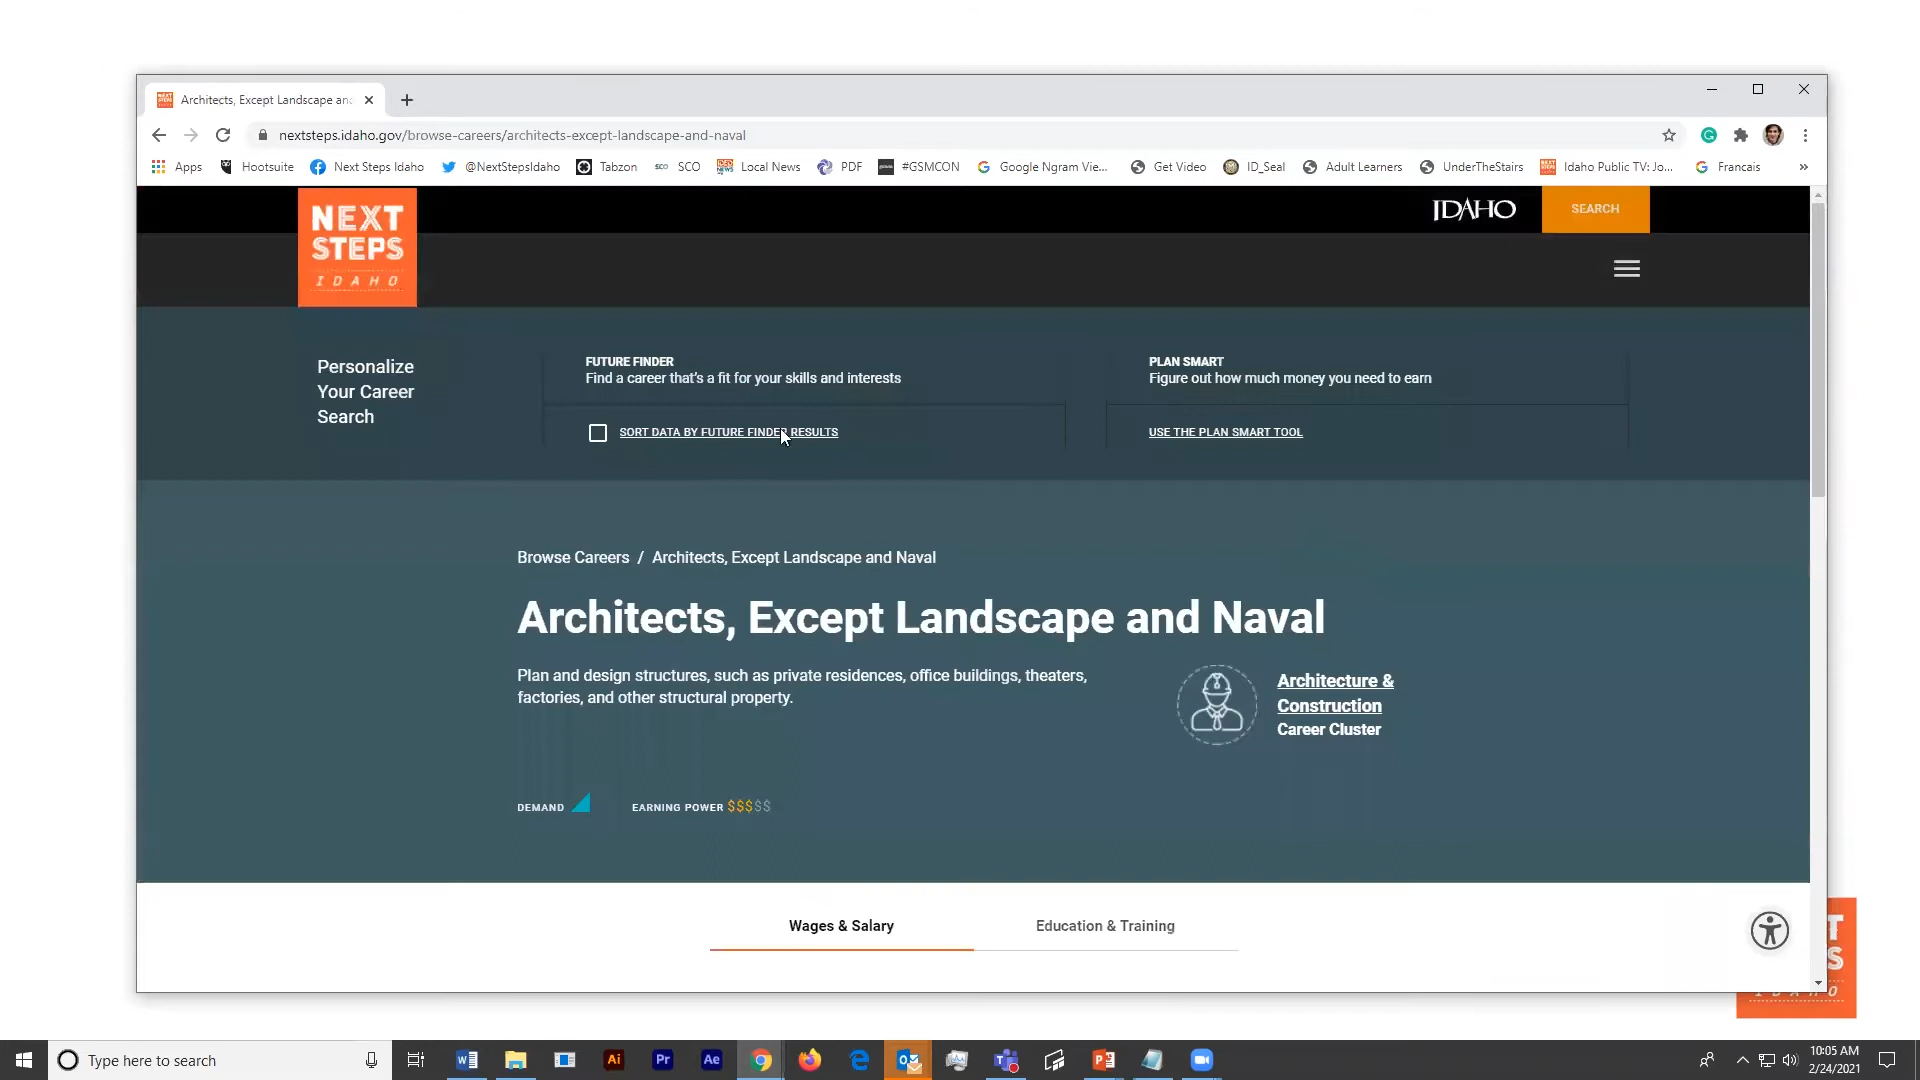 Architects, Except Landscape and
nextsteps.idaho.gov/browse-careers/architects-except-landscape-and-naval
Apps
Hootsuite
Next Steps Idaho
@NextStepsIdaho
Tabzon
SCO
SCO
Local News
PDF
#GSMCON
Google Ngram Vie...
Get Video
ID_Seal
Adult Learners
UnderTheStairs
Idaho Public TV: Jo...
Francais
NEXT
STEPS
IDAHO
IDAHO
SEARCH
Personalize
Your Career
Search
FUTURE FINDER
Find a career that's a fit for your skills and interests
SORT DATA BY FUTURE FINDER RESULTS
PLAN SMART
Figure out how much money you need to earn
USE THE PLAN SMART TOOL
Browse Careers / Architects, Except Landscape and Naval
Architects, Except Landscape and Naval
Plan and design structures, such as private residences, office buildings, theaters,
factories, and other structural property.
Architecture &
Construction
Career Cluster
DEMAND
EARNING POWER $$$$$
Wages & Salary
Education & Training
Type here to search
Ai
Pr
Ae
10:05 AM
2/24/2021